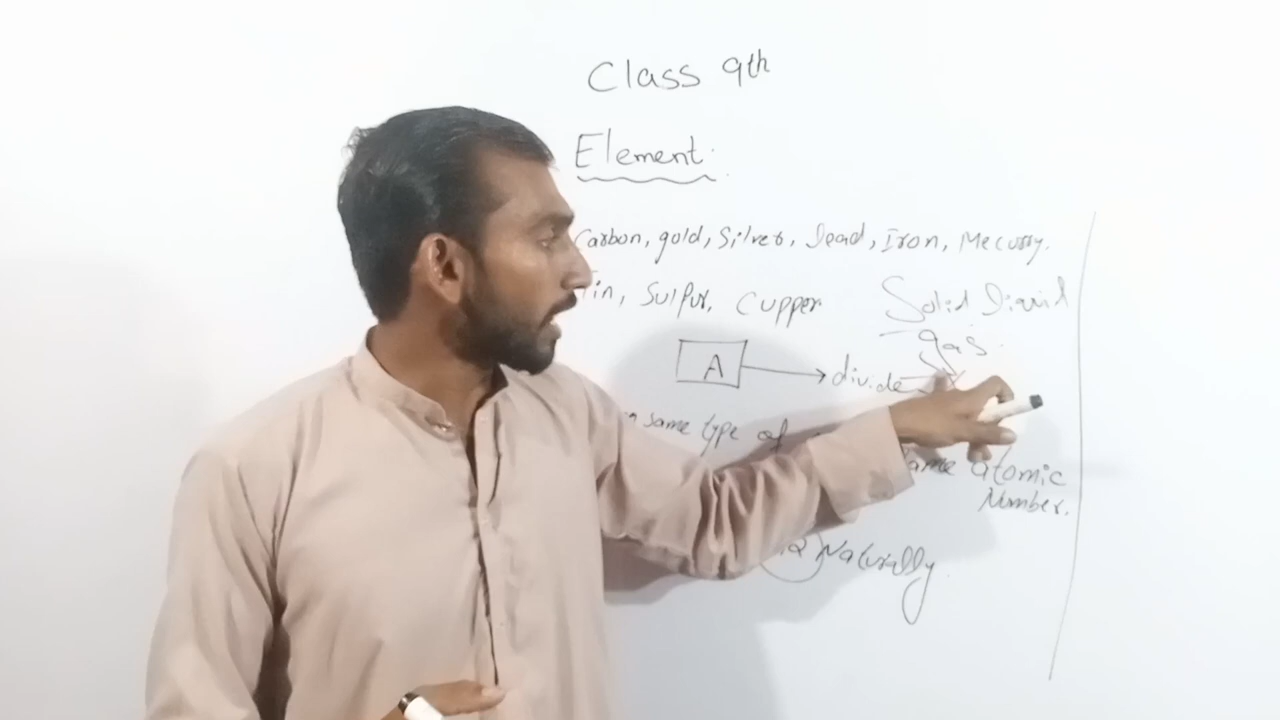 Class 9th
Element.
Carbon, gold, Silver, lead, Iron, Mecurry.
Tin, Sulfur, Cupper
Solid liquid
gas.
A
divide
same type of
same atomic
Number.
Naturally.